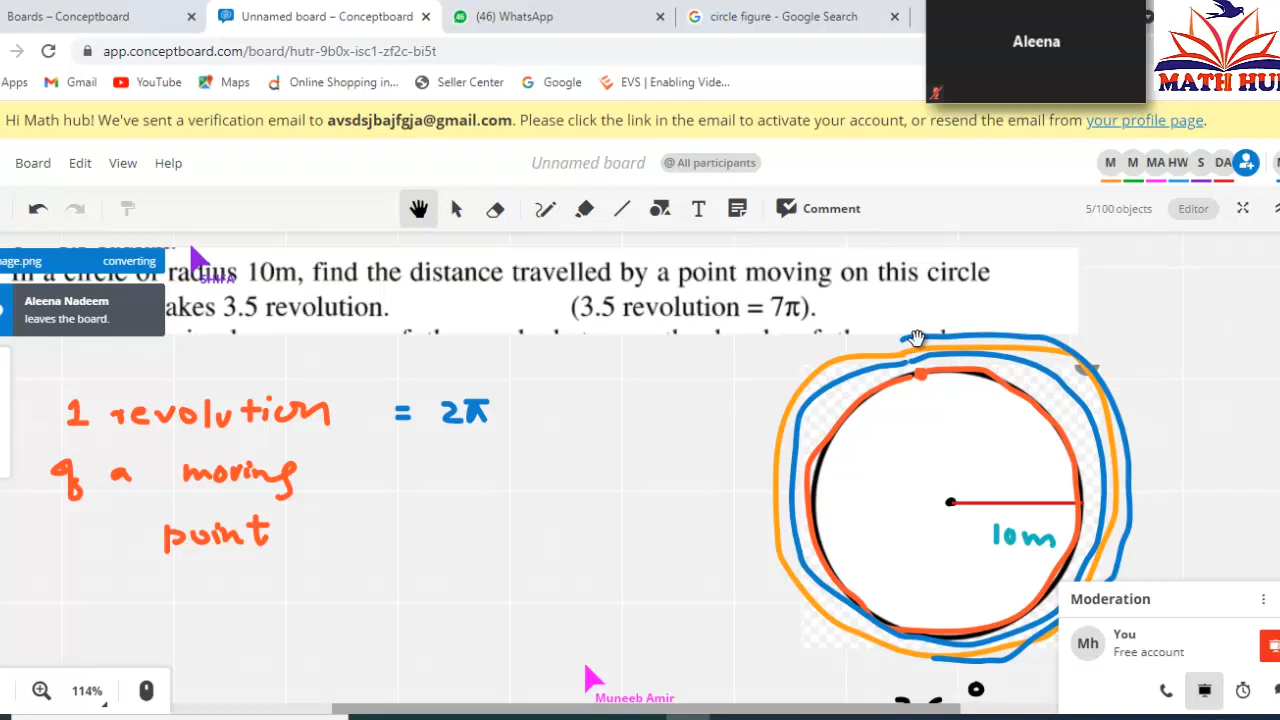 Boards – Conceptboard
Unnamed board – Conceptboard
(46) WhatsApp
circle figure - Google Search
app.conceptboard.com/board/hutr-9b0x-isc1-zf2c-bi5t
Aleena
MATH HUB
Apps
Gmail
YouTube
Maps
Online Shopping in...
Seller Center
Google
EVS | Enabling Vide...
Hi Math hub! We've sent a verification email to avsdsjbajfgja@gmail.com. Please click the link in the email to activate your account, or resend the email from your profile page.
Board Edit View Help
Unnamed board
@ All participants
M M MA HW S DA
T
Comment
5/100 objects
Editor
nage.png converting
a circle of radius 10m, find the distance travelled by a point moving on this circle
SHIFA
Aleena Nadeem
leaves the board.
akes 3.5 revolution. (3.5 revolution = 7π).
1 revolution = 2π
of a moving
point
10m
Moderation
Mh
You
Free account
114%
Muneeb Amir